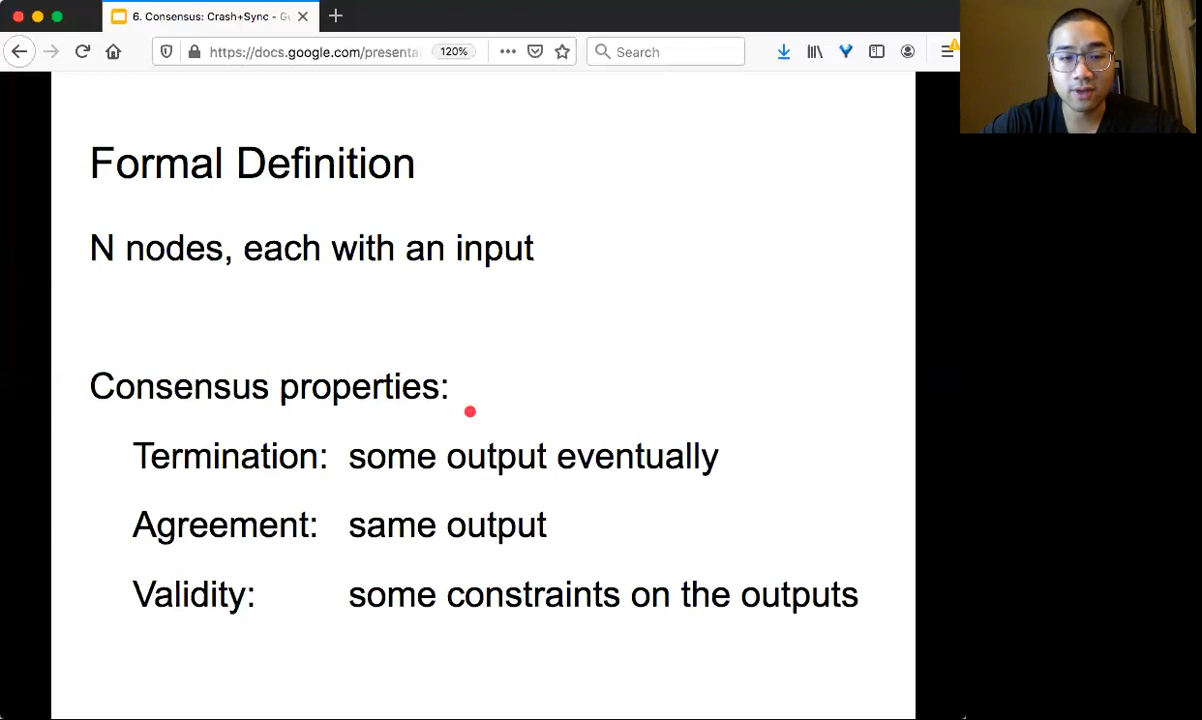 6. Consensus: Crash+Sync - G
https://docs.google.com/presenta
120%
Search
Formal Definition
N nodes, each with an input
Consensus properties:
Termination: some output eventually
Agreement: same output
Validity: some constraints on the outputs